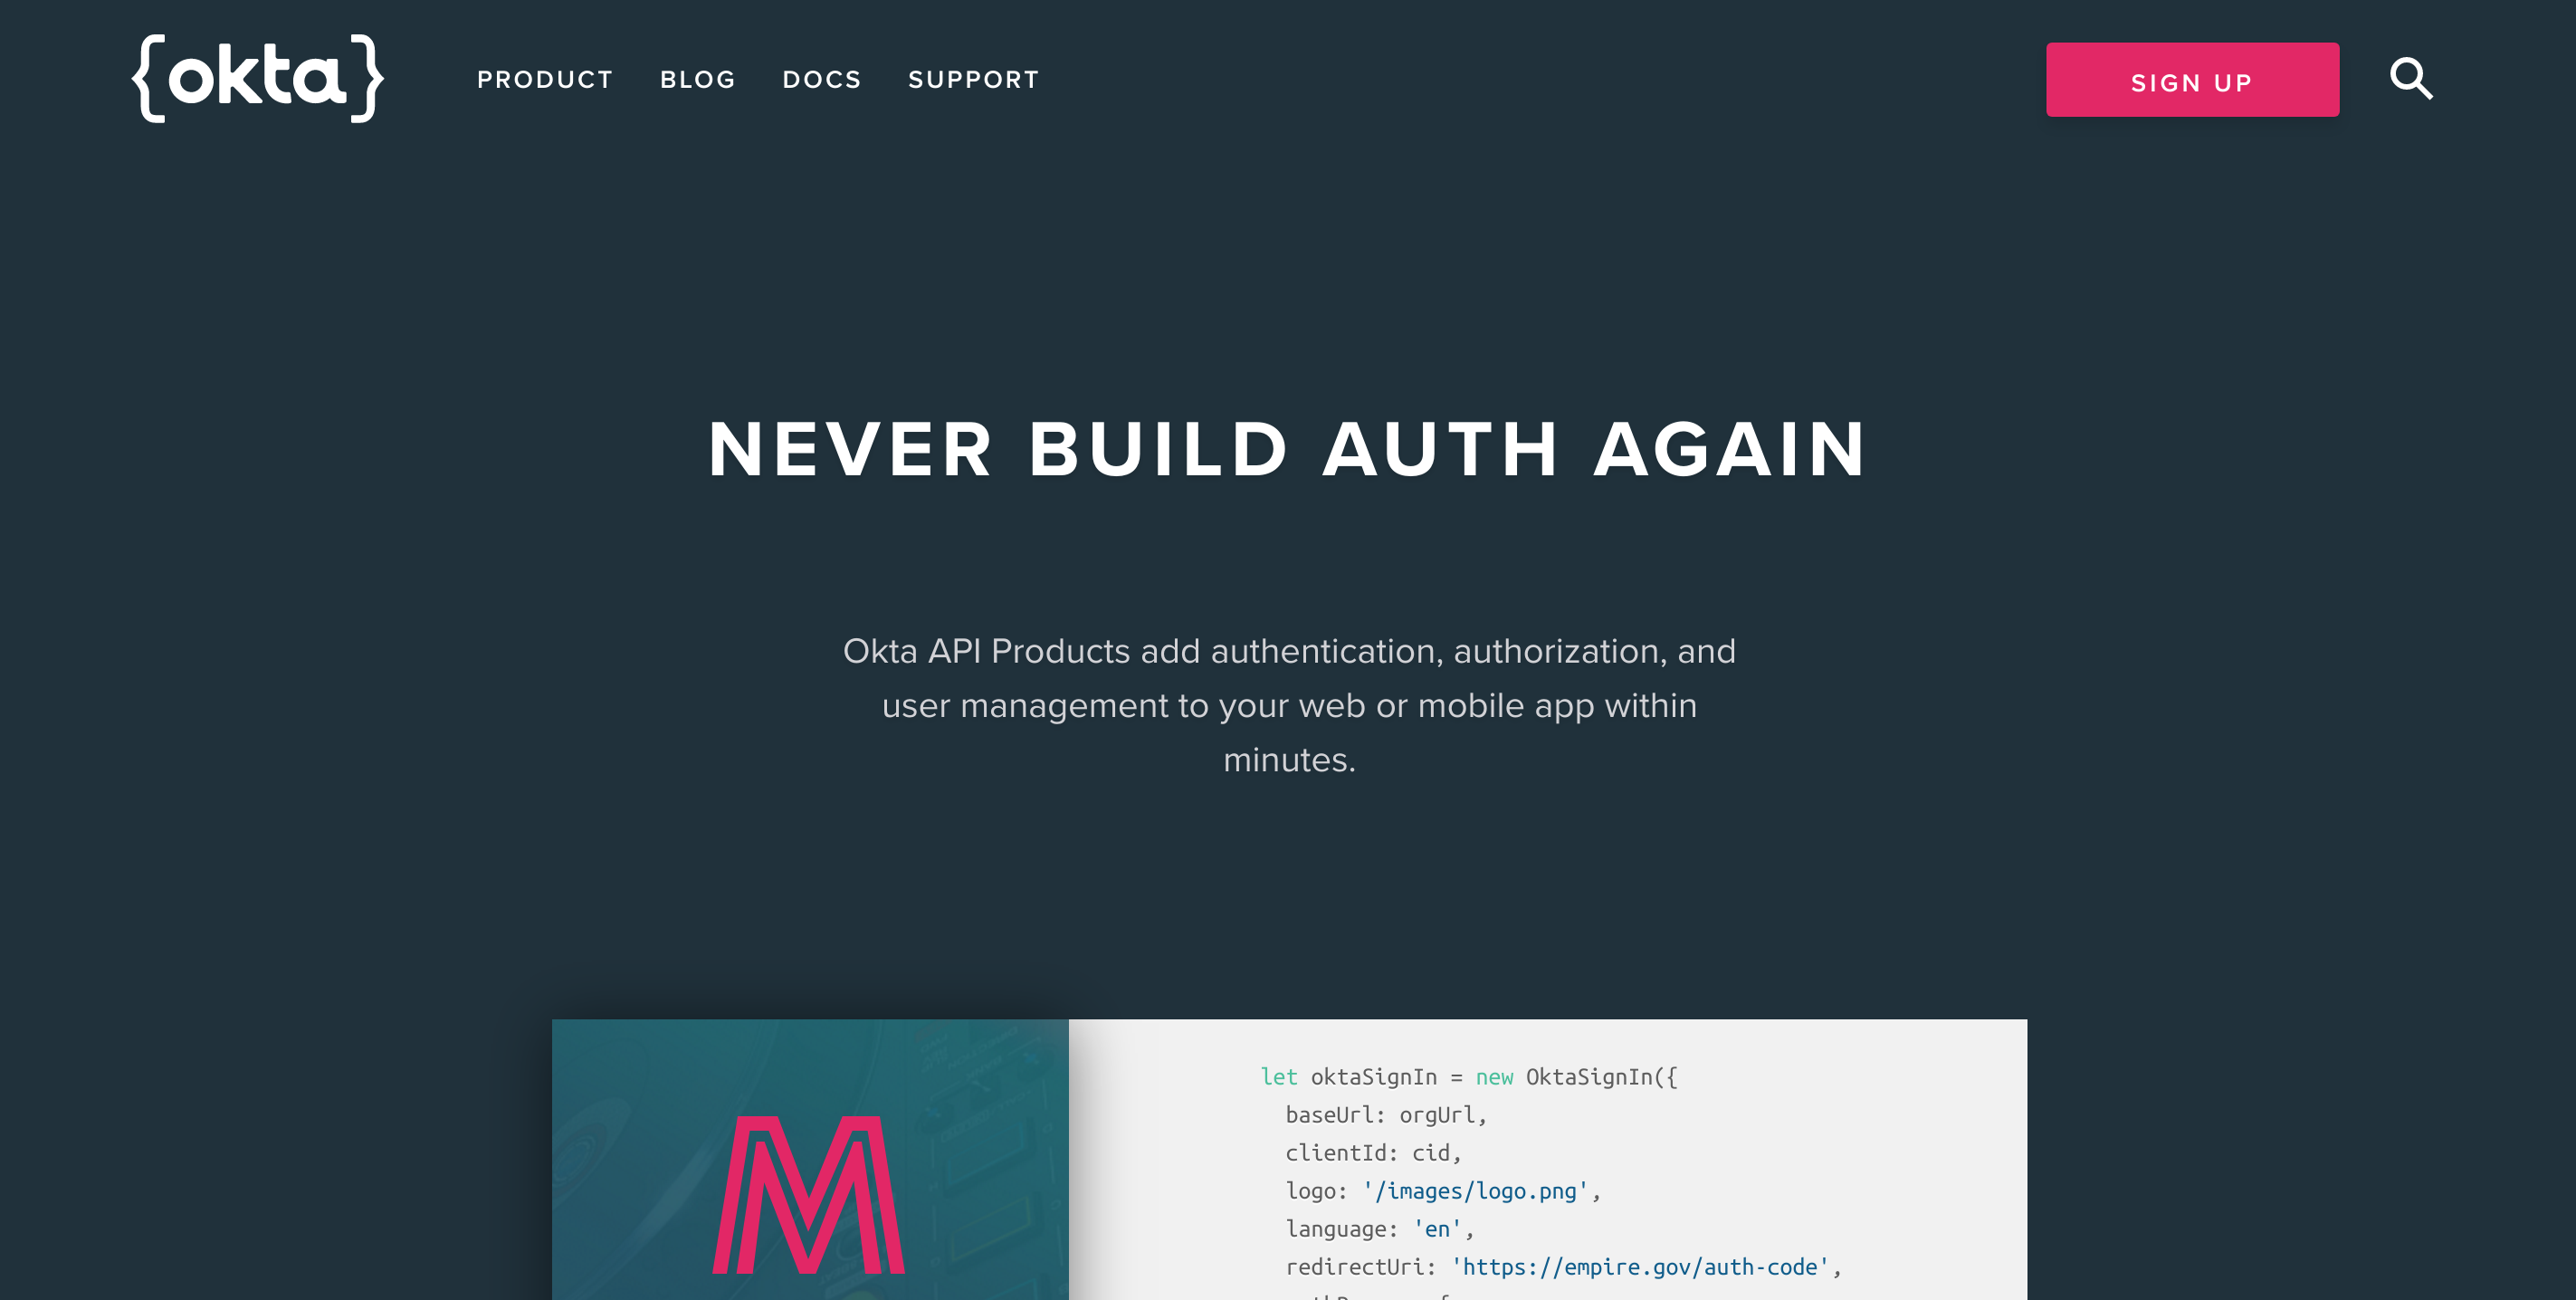 {okta}
PRODUCT BLOG DOCS SUPPORT
SIGN UP
NEVER BUILD AUTH AGAIN
Okta API Products add authentication, authorization, and
user management to your web or mobile app within
minutes.
M
let oktaSignIn = new OktaSignIn({
baseUrl: orgUrl,
clientId: cid,
logo: '/images/logo.png',
language: 'en',
redirectUri: 'https://empire.gov/auth-code',